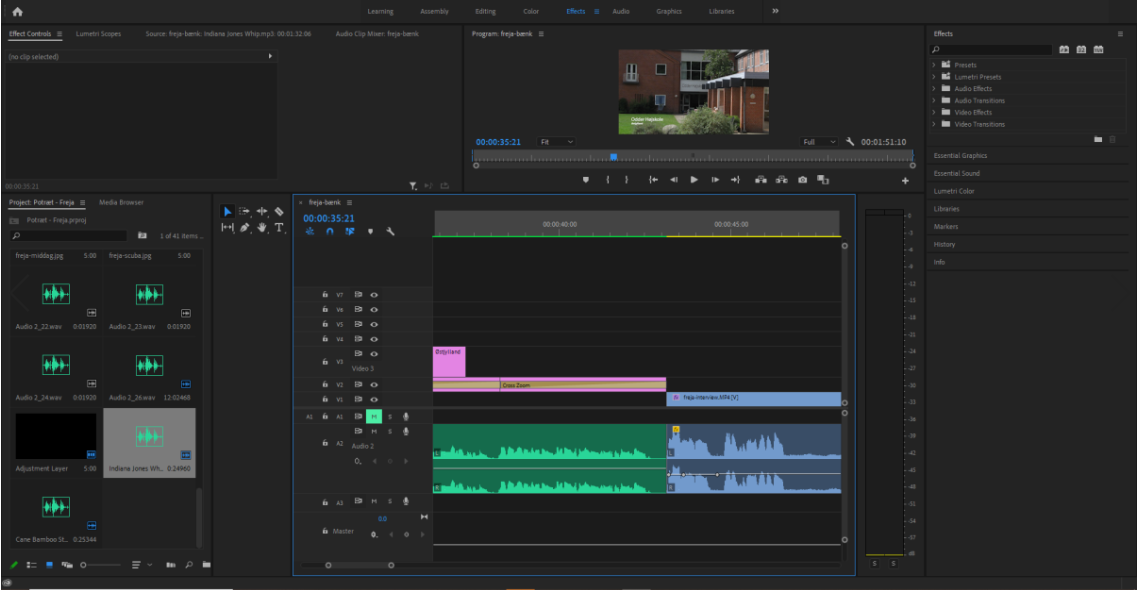 Learning Assembly Editing Color Effects Audio Graphics Libraries
Effect Controls Lumetri Scopes Source: freja-bænk: Indiana Jones Whip.mp3: 00:01:32:06 Audio Clip Mixer: freja-bænk
(no clip selected)
00:00:35:21
Program: freja-bænk
Odder Højskole
00:00:35:21 Fit Full 00:01:51:10
Effects
Presets
Lumetri Presets
Audio Effects
Audio Transitions
Video Effects
Video Transitions
Essential Graphics
Essential Sound
Lumetri Color
Libraries
Markers
History
Info
Project: Potræt - Freja Media Browser
Potræt - Freja.prproj
1 of 41 items ...
freja-middag.jpg 5:00 freja-scuba.jpg 5:00
Audio 2_22.wav 0:01920 Audio 2_23.wav 0:01920
Audio 2_24.wav 0:01920 Audio 2_26.wav 12:02468
Adjustment Layer 5:00 Indiana Jones Wh... 0:24960
Cane Bamboo St... 0:25344
freja-bænk
00:00:35:21
00:00:40:00 00:00:45:00
V7
V6
V5
V4
V3
Video 3
Østjylland
V2
Cross Zoom
V1
freja-interview.MP4 [V]
A1 A1 M S
A2 M S
Audio 2
L
R
fx
L
R
A3 M S
0.0
Master
0
-3
-6
-9
-12
-15
-18
-21
-24
-27
-30
-33
-36
-39
-42
-45
-48
-51
-54
-57
dB
S S